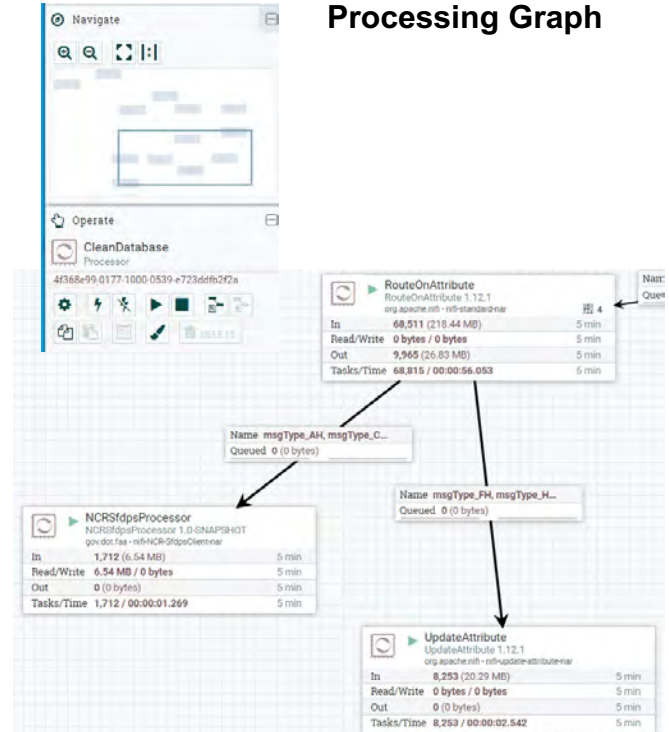 Processing Graph
Navigate
Operate
CleanDatabase
Processor
4f368e99-0177-1000-0539-e723ddfb2f2a
DELETE
RouteOnAttribute
RouteOnAttribute 1.12.1
org.apache.nifi - nifi-standard-nar
4
In 68,511 (218.44 MB) 5 min
Read/Write 0 bytes / 0 bytes 5 min
Out 9,965 (26.83 MB) 5 min
Tasks/Time 68,815 / 00:00:56.053 5 min
Nam
Queu
Name msgType_AH, msgType_C...
Queued 0 (0 bytes)
Name msgType_FH, msgType_H...
Queued 0 (0 bytes)
NCRSfdpsProcessor
NCRSfdpsProcessor 1.0-SNAPSHOT
gov.dot.faa - nifi-NCR-SfdpsClient-nar
In 1,712 (6.54 MB) 5 min
Read/Write 6.54 MB / 0 bytes 5 min
Out 0 (0 bytes) 5 min
Tasks/Time 1,712 / 00:00:01.269 5 min
UpdateAttribute
UpdateAttribute 1.12.1
org.apache.nifi - nifi-update-attribute-nar
In 8,253 (20.29 MB) 5 min
Read/Write 0 bytes / 0 bytes 5 min
Out 0 (0 bytes) 5 min
Tasks/Time 8,253 / 00:00:02.542 5 min